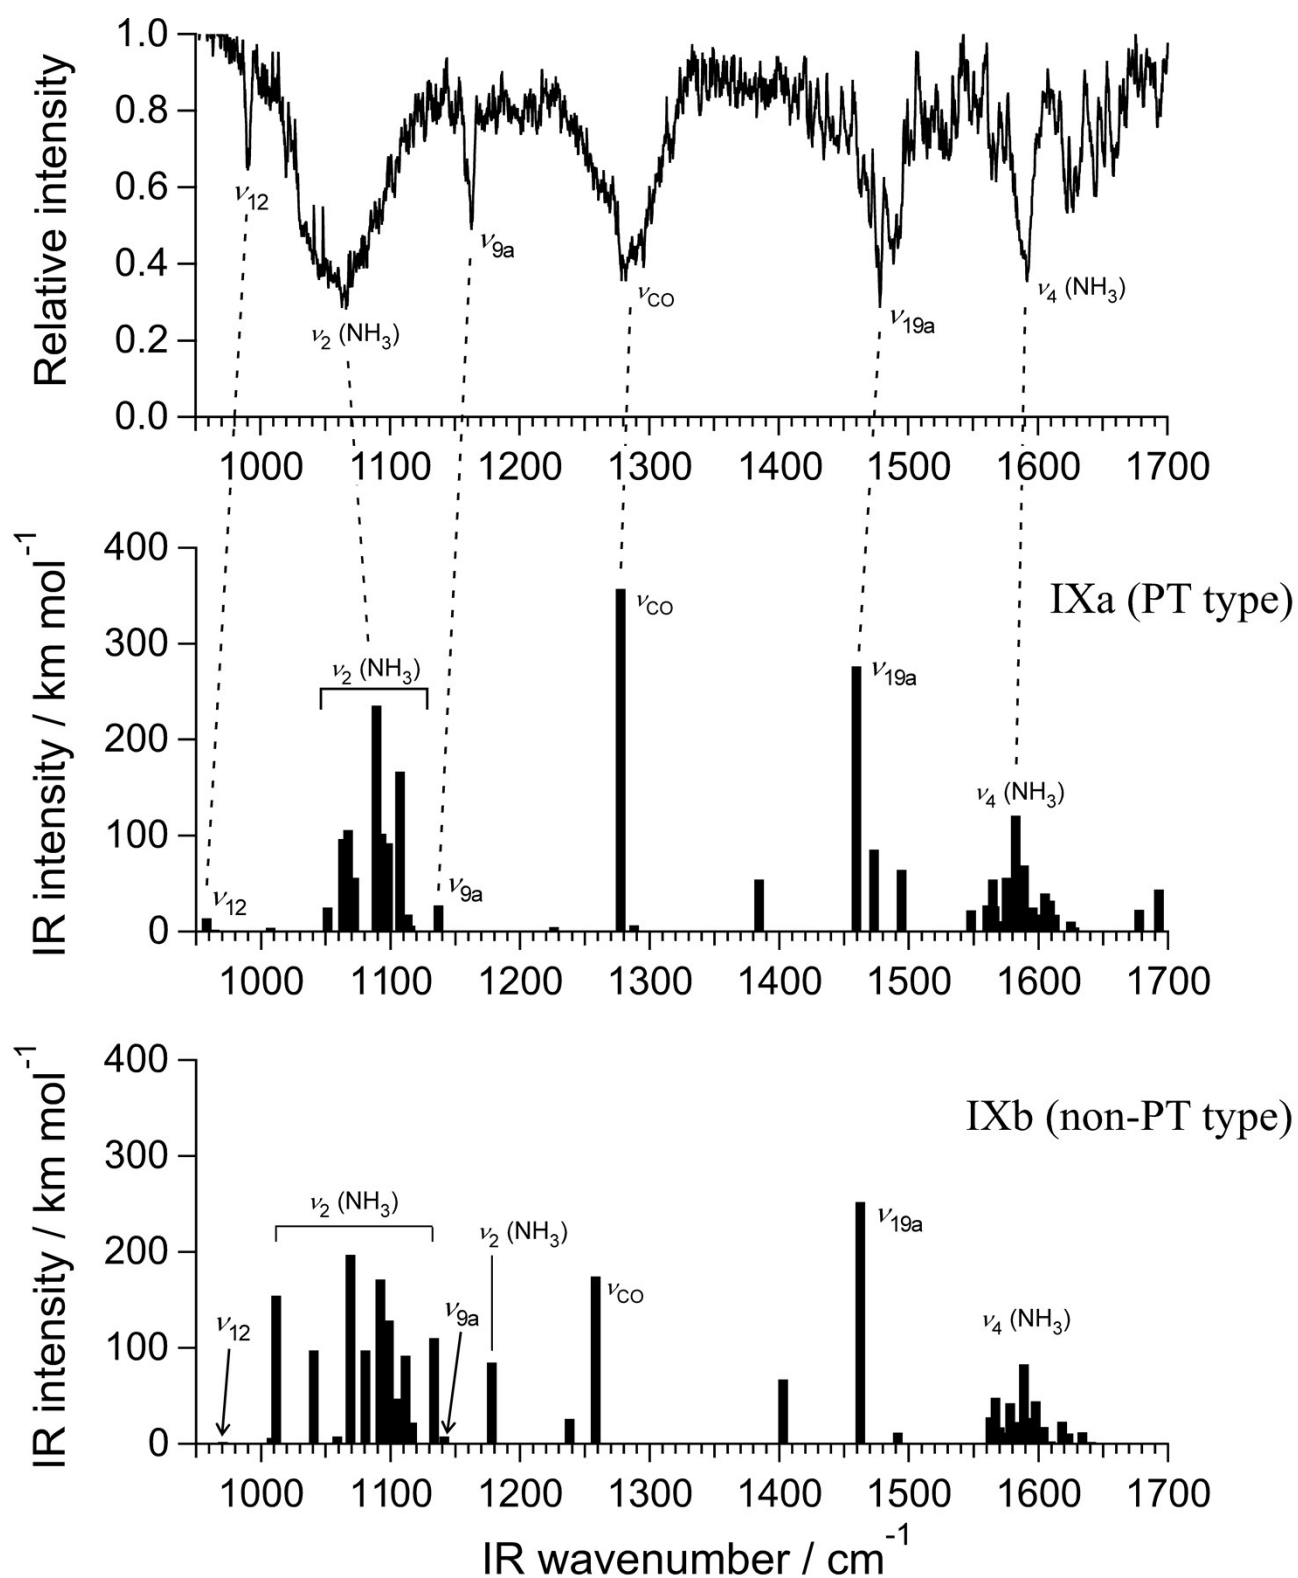 Relative intensity
1.0
0.8
0.6
0.4
0.2
0.0
ν12
ν2 (NH3)
ν9a
νCO
ν19a
ν4 (NH3)
1000 1100 1200 1300 1400 1500 1600 1700
IR intensity / km mol-1
400
300
200
100
0
IXa (PT type)
ν12
ν2 (NH3)
ν9a
νCO
ν19a
ν4 (NH3)
1000 1100 1200 1300 1400 1500 1600 1700
IR intensity / km mol-1
400
300
200
100
0
IXb (non-PT type)
ν12
ν2 (NH3)
ν9a
ν2 (NH3)
νCO
ν19a
ν4 (NH3)
1000 1100 1200 1300 1400 1500 1600 1700
IR wavenumber / cm-1